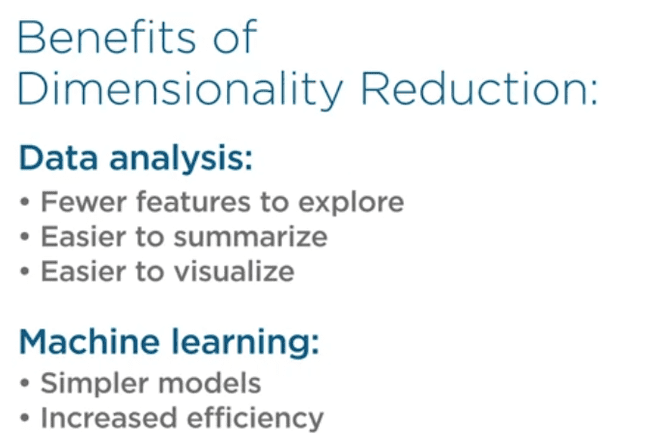 Benefits of
Dimensionality Reduction:
Data analysis:
• Fewer features to explore
• Easier to summarize
• Easier to visualize
Machine learning:
• Simpler models
• Increased efficiency